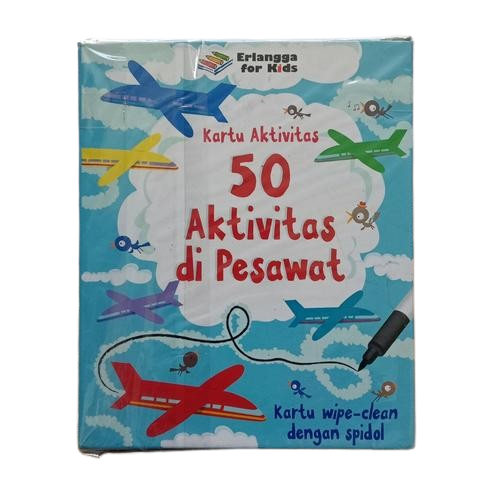 Erlangga
for Kids
Kartu Aktivitas
50
Aktivitas
di Pesawat
Kartu wipe-clean
dengan spidol